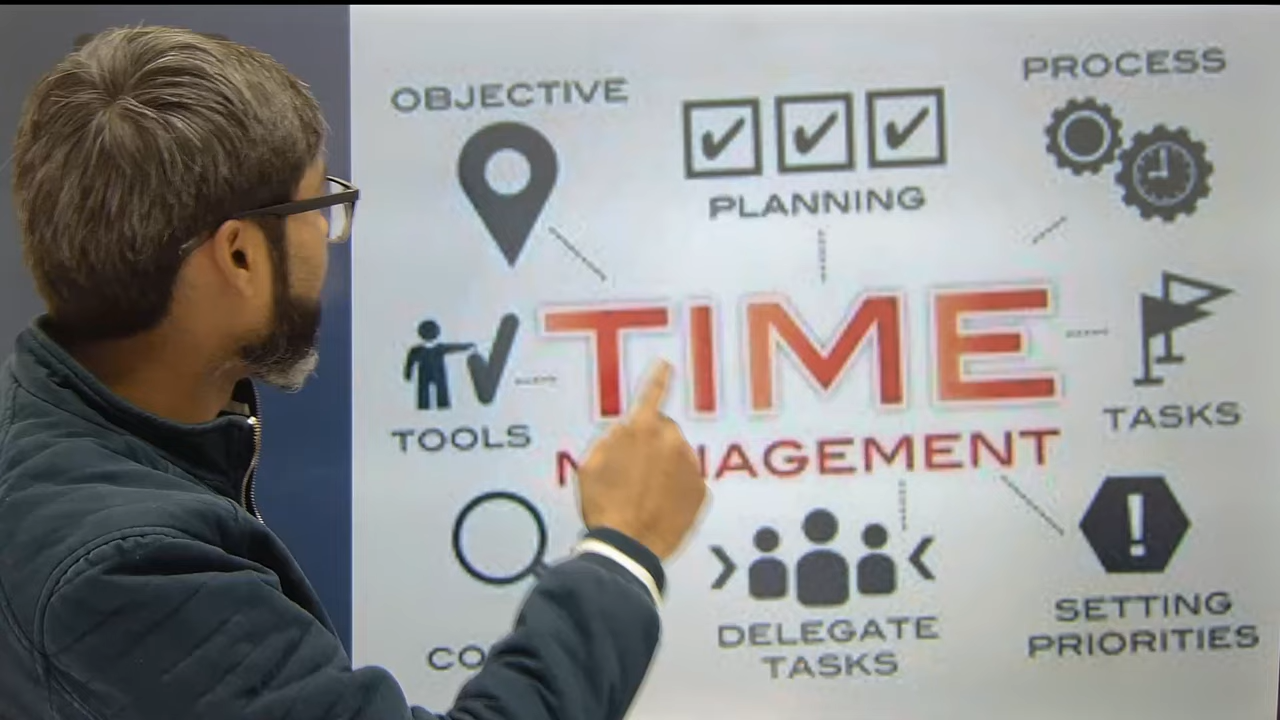 OBJECTIVE
PLANNING
PROCESS
TOOLS
TIME
TASKS
DELEGATE
TASKS
SETTING
PRIORITIES